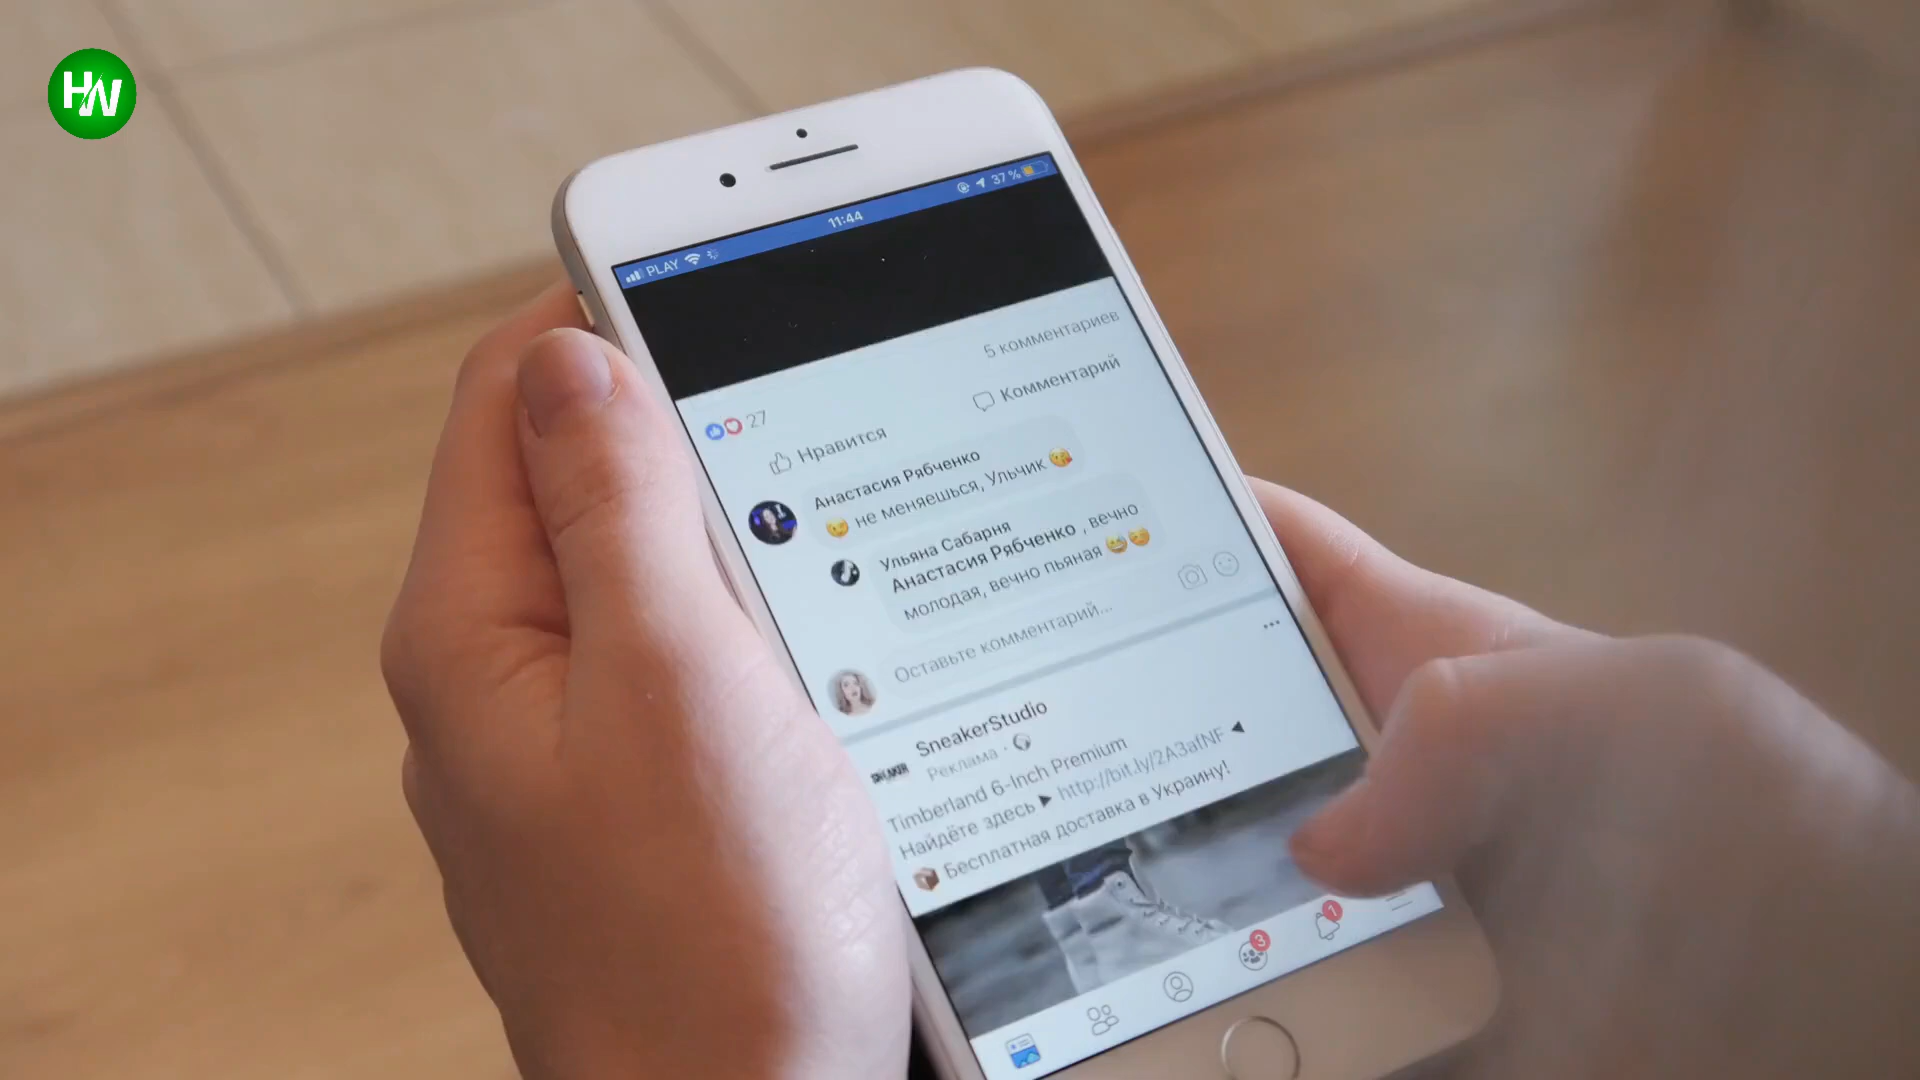 HW
PLAY
11:44
37 %
5 комментариев
27
Нравится
Комментарий
Анастасия Рябченко
😉 не меняешься, Ульчик 😘
Ульяна Сабарня
Анастасия Рябченко , вечно
молодая, вечно пьяная 😅😏
Оставьте комментарий...
SNEAKER
SneakerStudio
Реклама ·
Timberland 6-Inch Premium
Найдёте здесь ► http://bit.ly/2A3afNF ◄
📦 Бесплатная доставка в Украину!
3
1